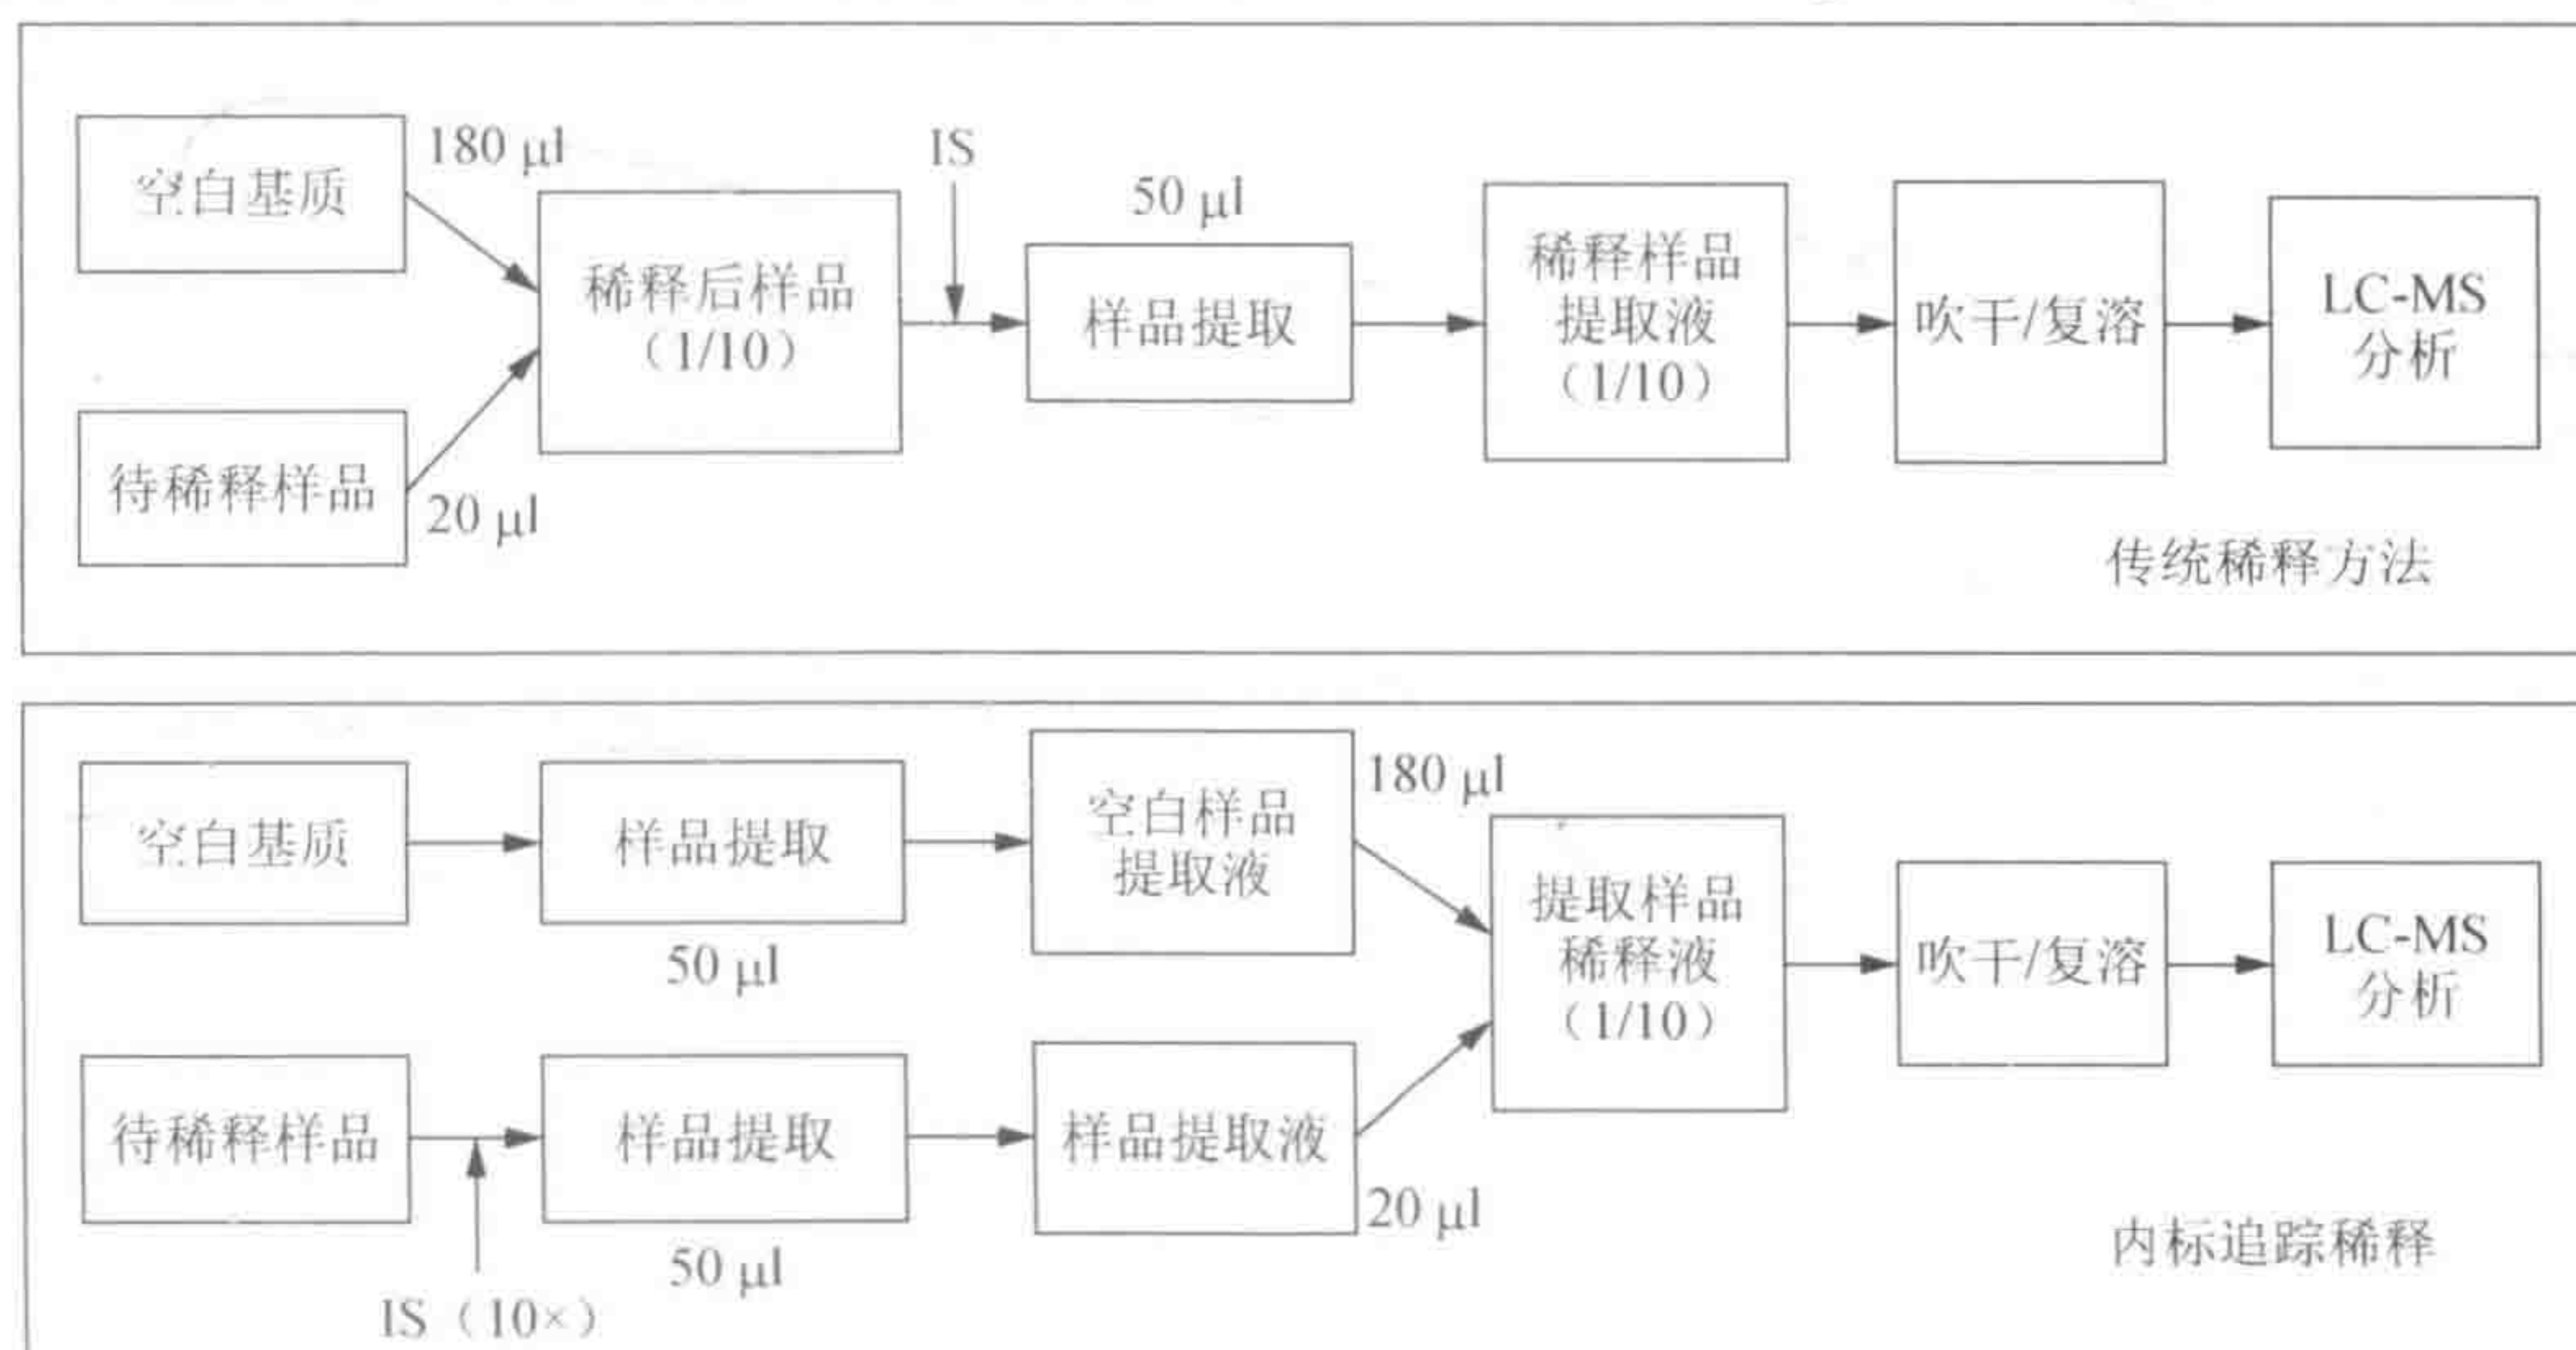 空白基质
180 μl
待稀释样品
20 μl
稀释后样品
（1/10）
IS
50 μl
样品提取
稀释样品
提取液
（1/10）
吹干/复溶
LC-MS
分析
传统稀释方法
空白基质
样品提取
50 μl
空白样品
提取液
180 μl
待稀释样品
IS（10×）
样品提取
50 μl
样品提取液
20 μl
提取样品
稀释液
（1/10）
吹干/复溶
LC-MS
分析
内标追踪稀释